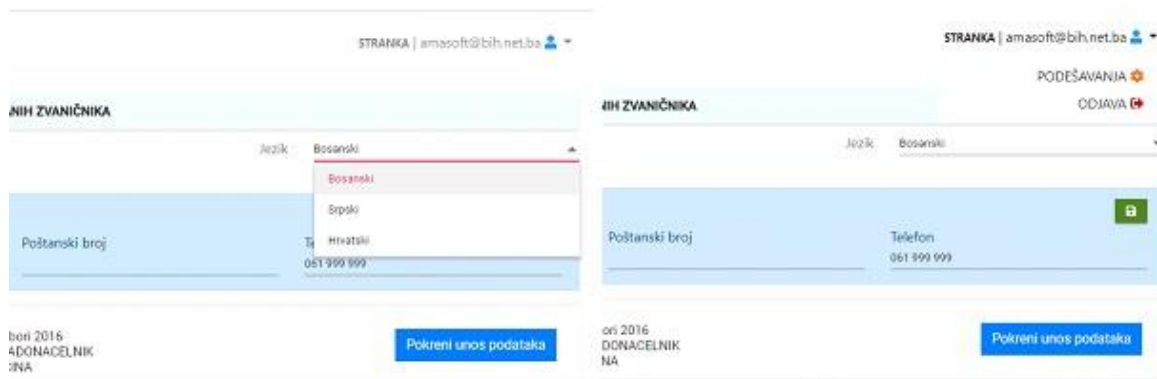 STRANKA | amasoft@bih.net.ba
NIH ZVANIČNIKA
Jezik Bosanski
Bosanski
Srpski
Hrvatski
Poštanski broj
061 999 999
bori 2016
ADONACELNIK
Pokreni unos podataka
STRANKA | amasoft@bih.net.ba
PODEŠAVANJA
ODJAVA
NIH ZVANIČNIKA
Jezik Bosanski
Poštanski broj Telefon
061 999 999
ori 2016
DONACELNIK
NA
Pokreni unos podataka